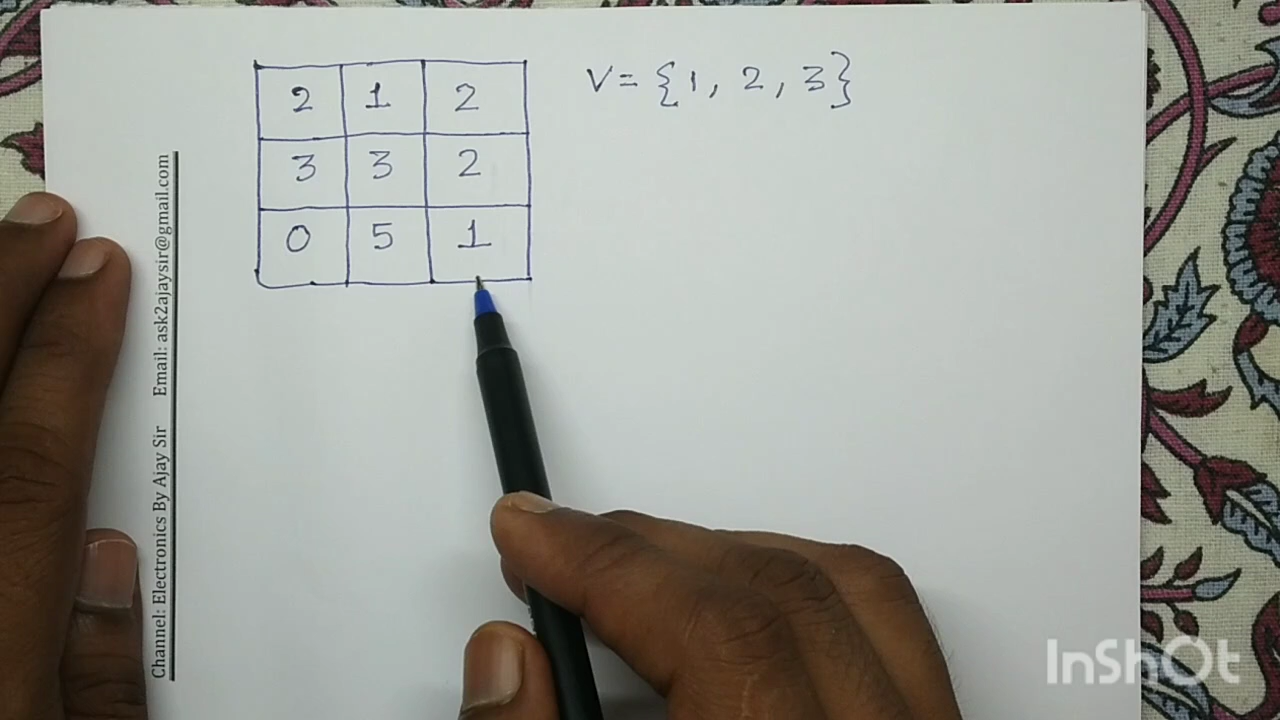 2 1 2
3 3 2
0 5 1
V = {1, 2, 3}
Channel: Electronics By Ajay Sir Email: ask2ajaysir@gmail.com
InShOt